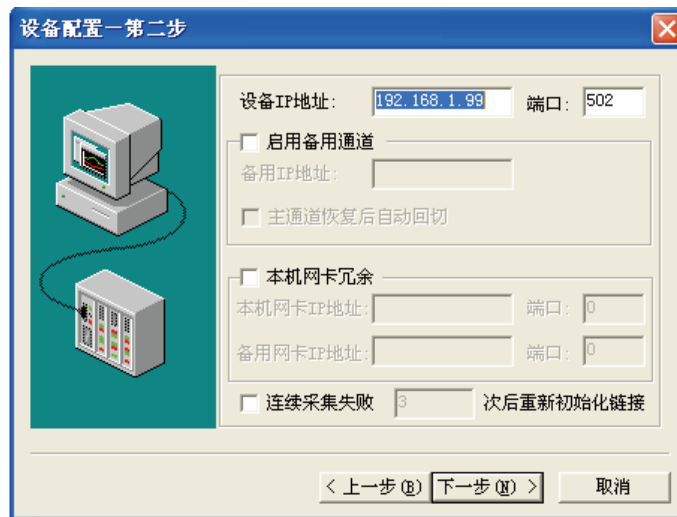 设备配置－第二步
设备IP地址: 192.168.1.99 端口: 502
启用备用通道
备用IP地址:
主通道恢复后自动回切
本机网卡冗余
本机网卡IP地址: 端口: 0
备用网卡IP地址: 端口: 0
连续采集失败 3 次后重新初始化链接
< 上一步(B) 下一步(N) > 取消